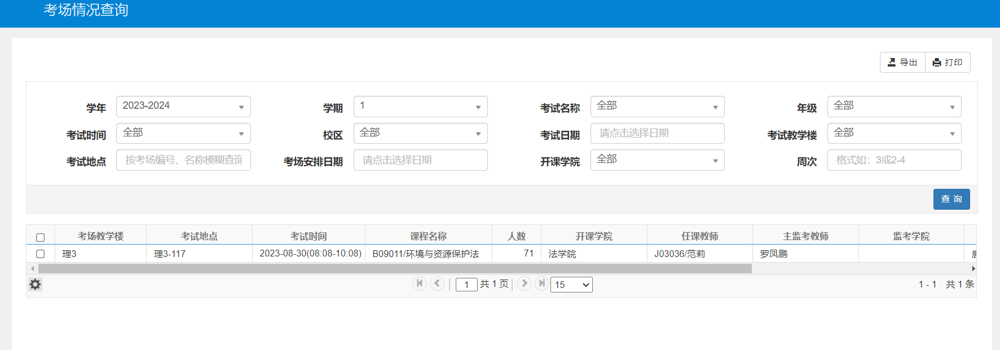 考场情况查询
导出 打印
学年 2023-2024 学期 1 考试名称 全部 年级 全部
考试时间 全部 校区 全部 考试日期 请点击选择日期 考试教学楼 全部
考试地点 按考场编号、名称模糊查询 考场安排日期 请点击选择日期 开课学院 全部 周次 格式如：3或2-4
查 询
考场教学楼 考试地点 考试时间 课程名称 人数 开课学院 任课教师 主监考教师 监考学院
理3 理3-117 2023-08-30(08:08-10:08) B09011/环境与资源保护法 71 法学院 J03036/范莉 罗凤鹏
1 共 1 页 15 1 - 1 共 1 条